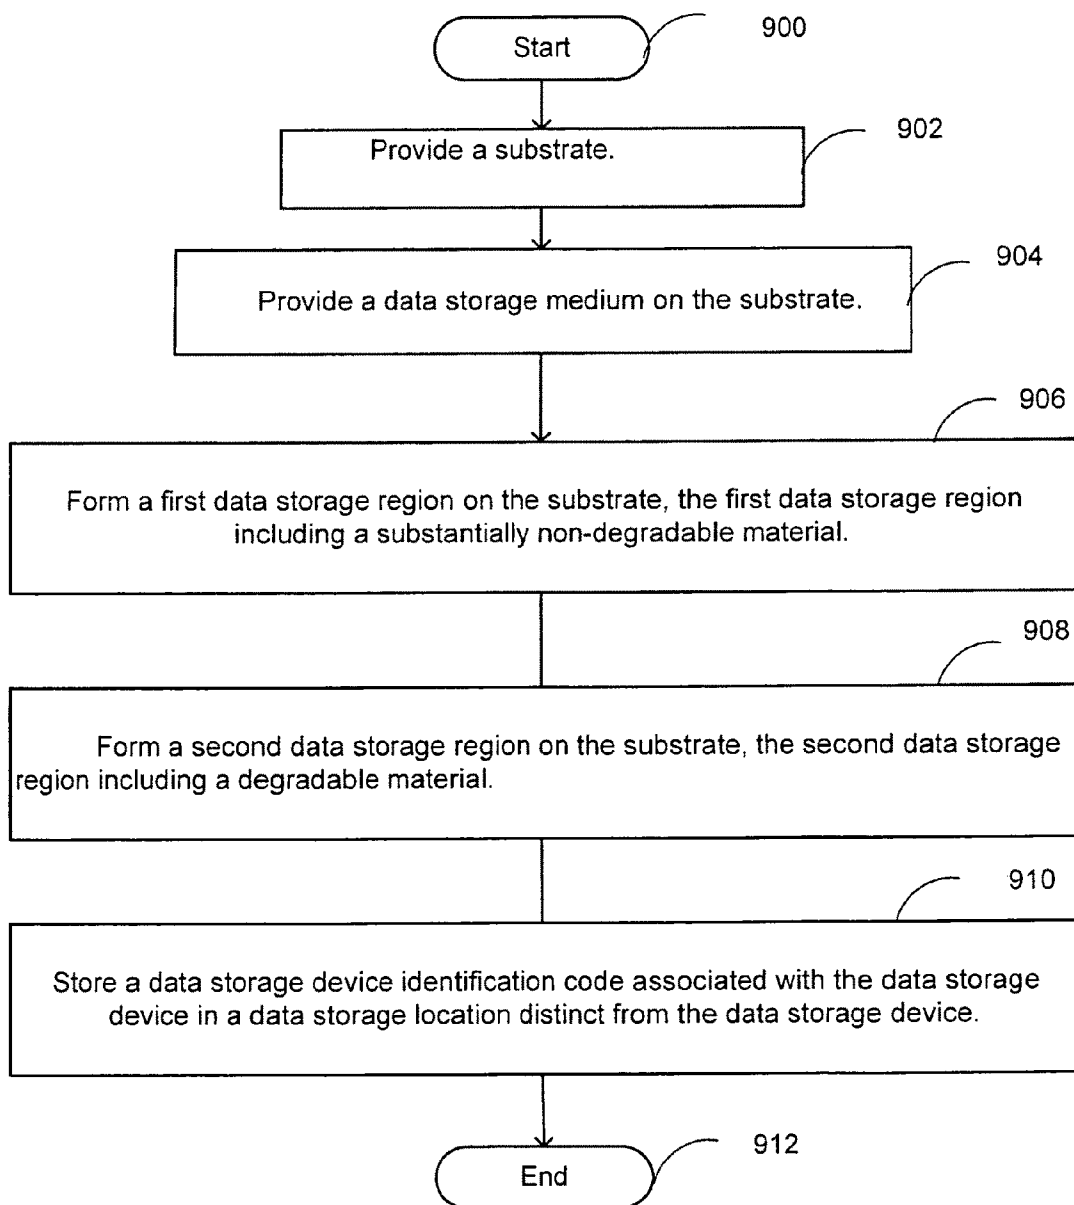 900
Start
902
Provide a substrate.
904
Provide a data storage medium on the substrate.
906
Form a first data storage region on the substrate, the first data storage region
including a substantially non-degradable material.
908
Form a second data storage region on the substrate, the second data storage
region including a degradable material.
910
Store a data storage device identification code associated with the data storage
device in a data storage location distinct from the data storage device.
912
End